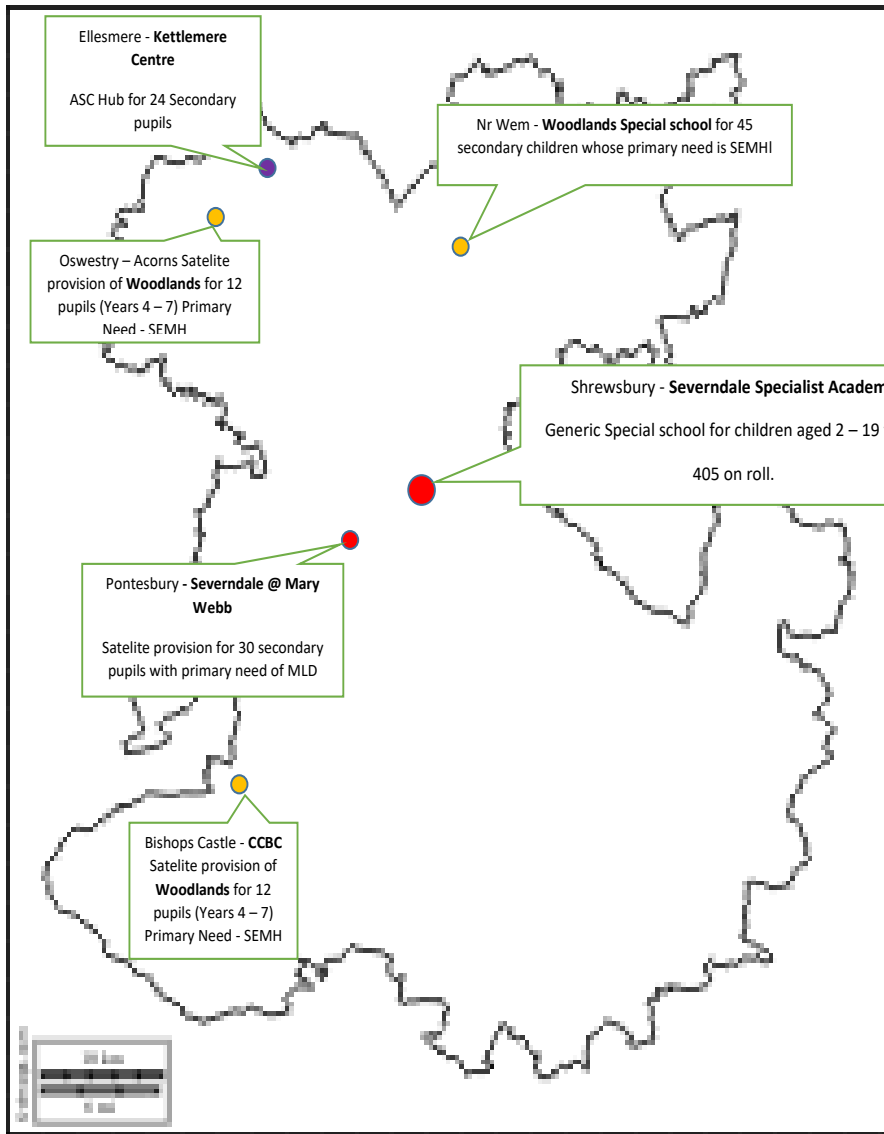 Ellesmere - Kettlemere
Centre
ASC Hub for 24 Secondary
pupils
Nr Wem - Woodlands Special school for 45
secondary children whose primary need is SEMHl
Oswestry – Acorns Satelite
provision of Woodlands for 12
pupils (Years 4 – 7) Primary
Need - SEMH
Shrewsbury - Severndale Specialist Academ
Generic Special school for children aged 2 – 19
405 on roll.
Pontesbury - Severndale @ Mary
Webb
Satelite provision for 30 secondary
pupils with primary need of MLD
Bishops Castle - CCBC
Satelite provision of
Woodlands for 12
pupils (Years 4 – 7)
Primary Need - SEMH